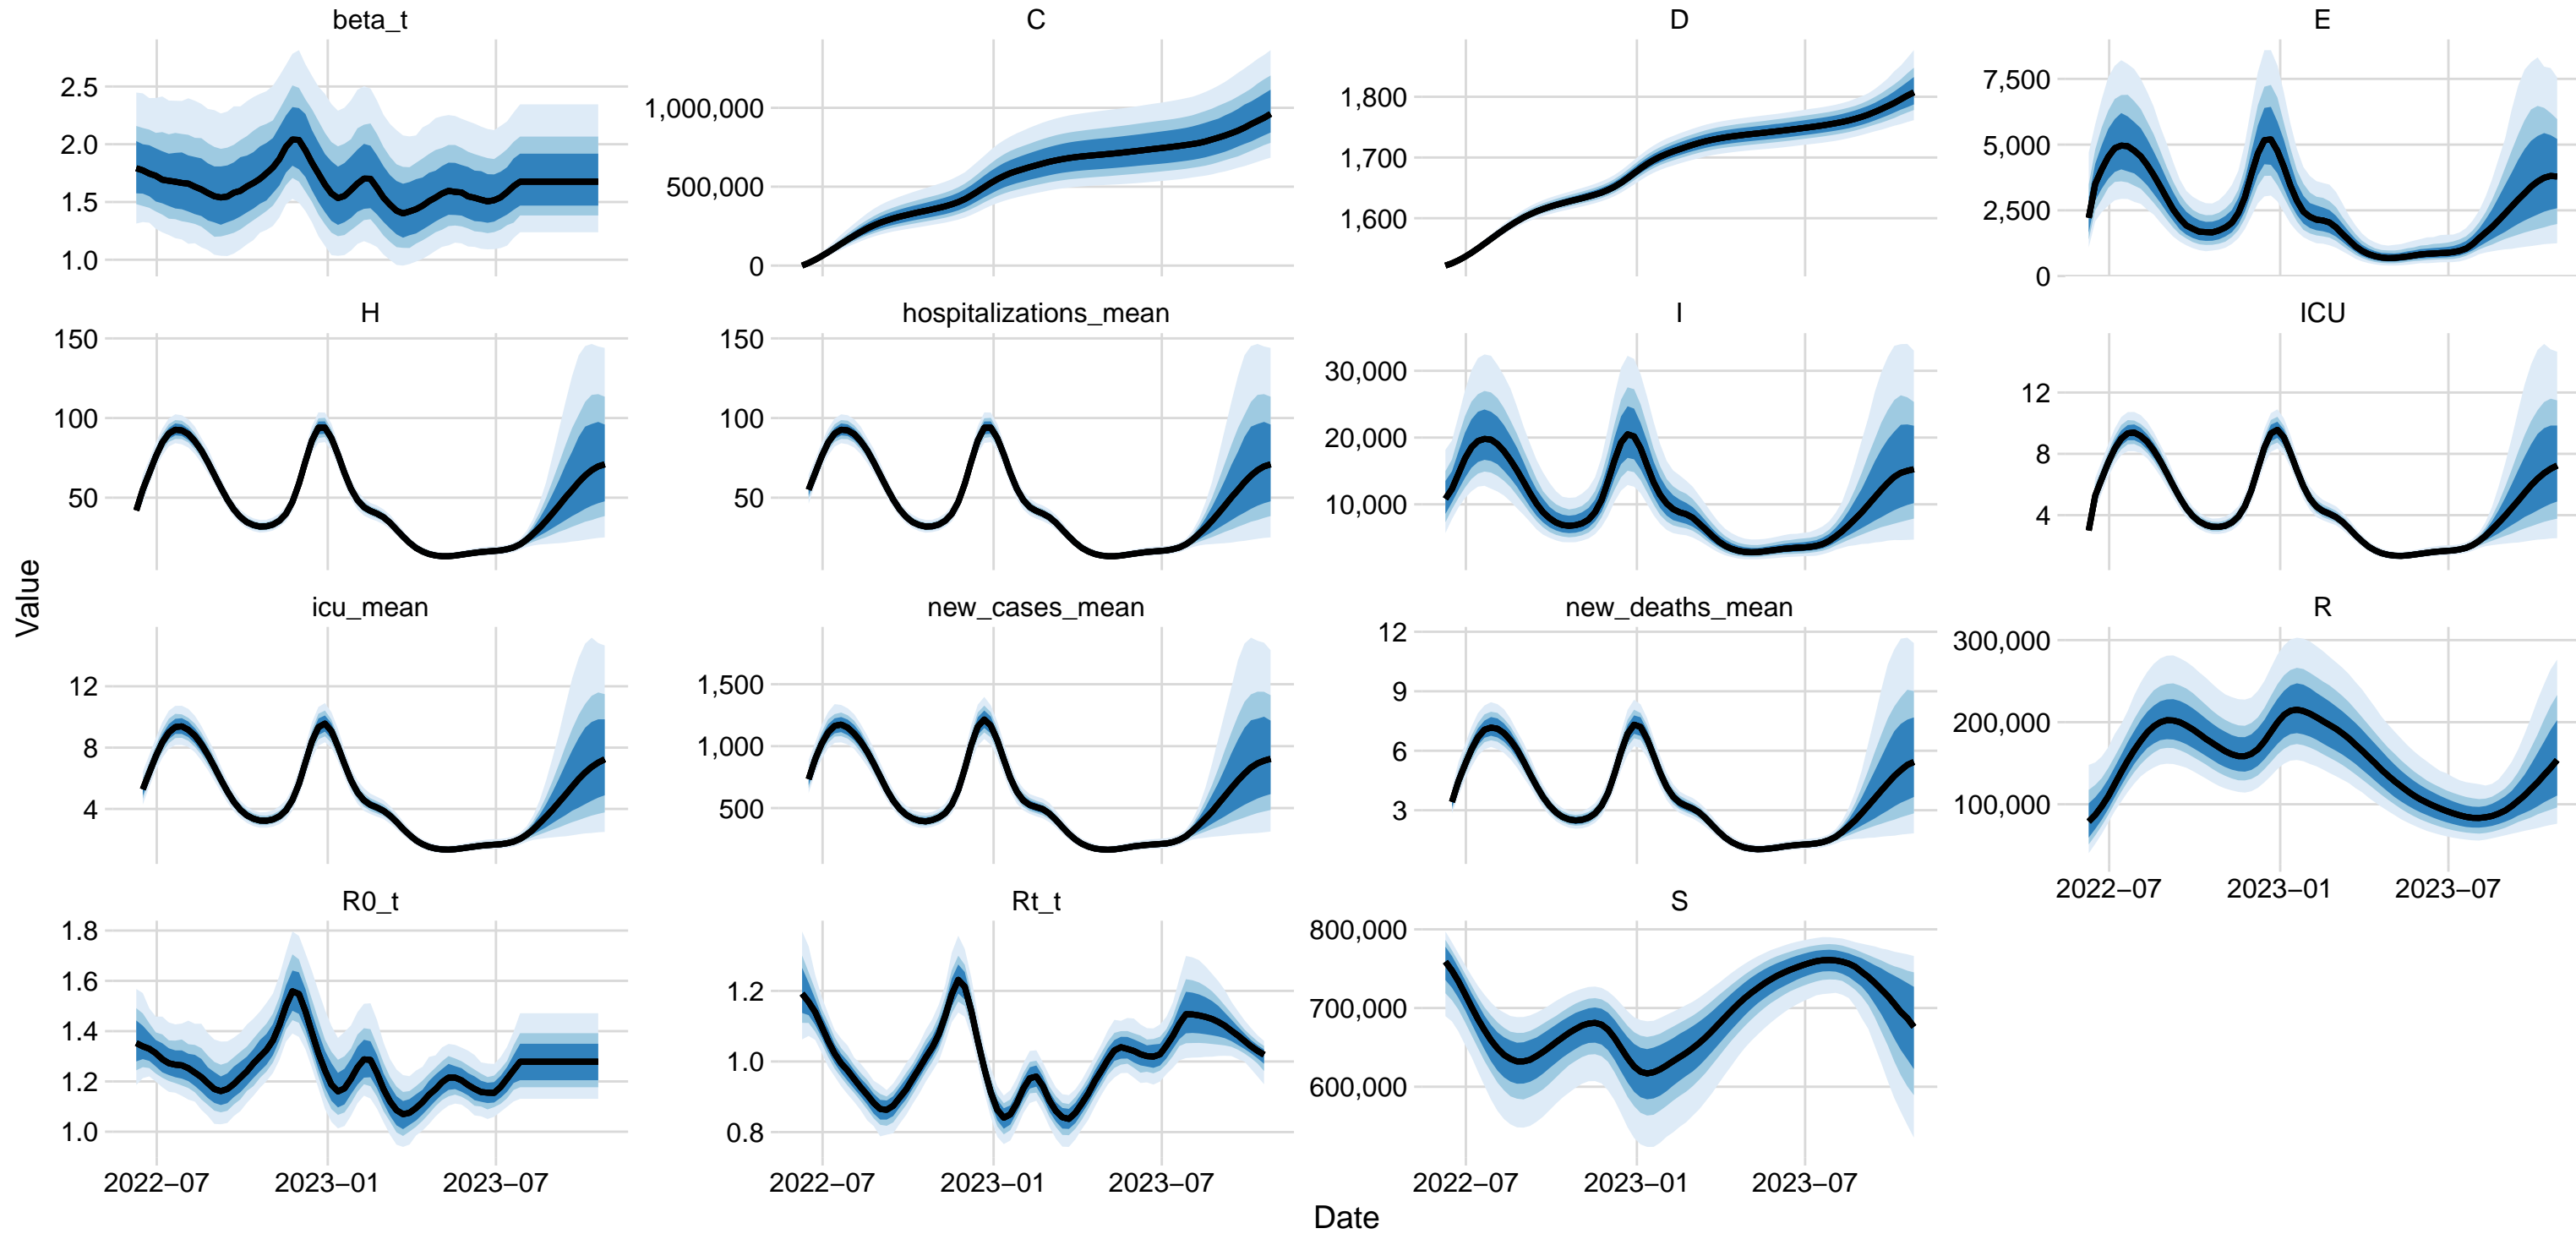 beta_t
C
D
E
2.5
2.0
1.5
1.0
1,000,000
500,000
0
1,800
1,700
1,600
7,500
5,000
2,500
0
H
hospitalizations_mean
I
ICU
150
100
50
150
100
50
30,000
20,000
10,000
12
8
4
Value
icu_mean
new_cases_mean
new_deaths_mean
R
12
8
4
1,500
1,000
500
12
9
6
3
300,000
200,000
100,000
2022−07 2023−01 2023−07
R0_t
Rt_t
S
1.8
1.6
1.4
1.2
1.0
1.2
1.0
0.8
800,000
700,000
600,000
2022−07 2023−01 2023−07
2022−07 2023−01 2023−07
2022−07 2023−01 2023−07
Date